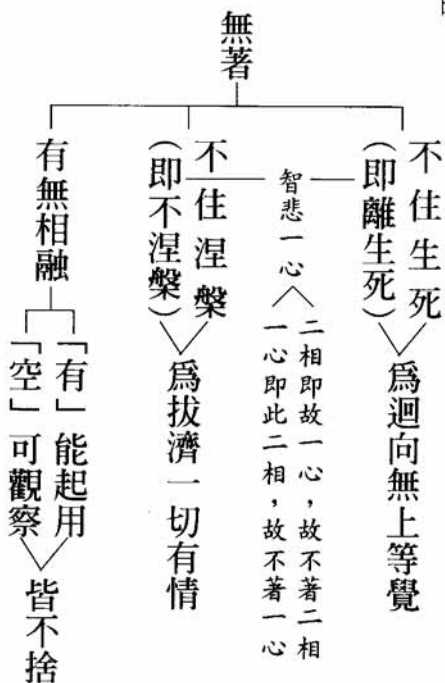 無著
不住生死
（即離生死）
爲迴向無上等覺
智悲一心
二相即故一心，故不著二相
一心即此二相，故不著一心
不住涅槃
（即不涅槃）
爲拔濟一切有情
有無相融
「有」能起用
「空」可觀察
皆不捨